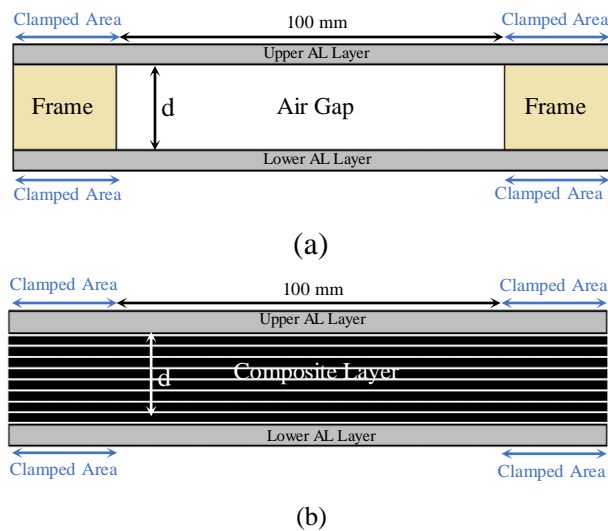 Clamped Area 100 mm Clamped Area
Upper AL Layer
Frame d Air Gap Frame
Lower AL Layer
Clamped Area Clamped Area
(a)
Clamped Area 100 mm Clamped Area
Upper AL Layer
d Composite Layer
Lower AL Layer
Clamped Area Clamped Area
(b)